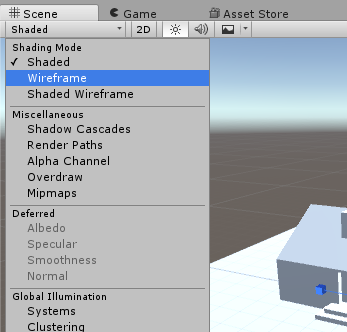 Scene Game Asset Store
Shaded 2D
Shading Mode
Shaded
Wireframe
Shaded Wireframe
Miscellaneous
Shadow Cascades
Render Paths
Alpha Channel
Overdraw
Mipmaps
Deferred
Albedo
Specular
Smoothness
Normal
Global Illumination
Systems
Clustering